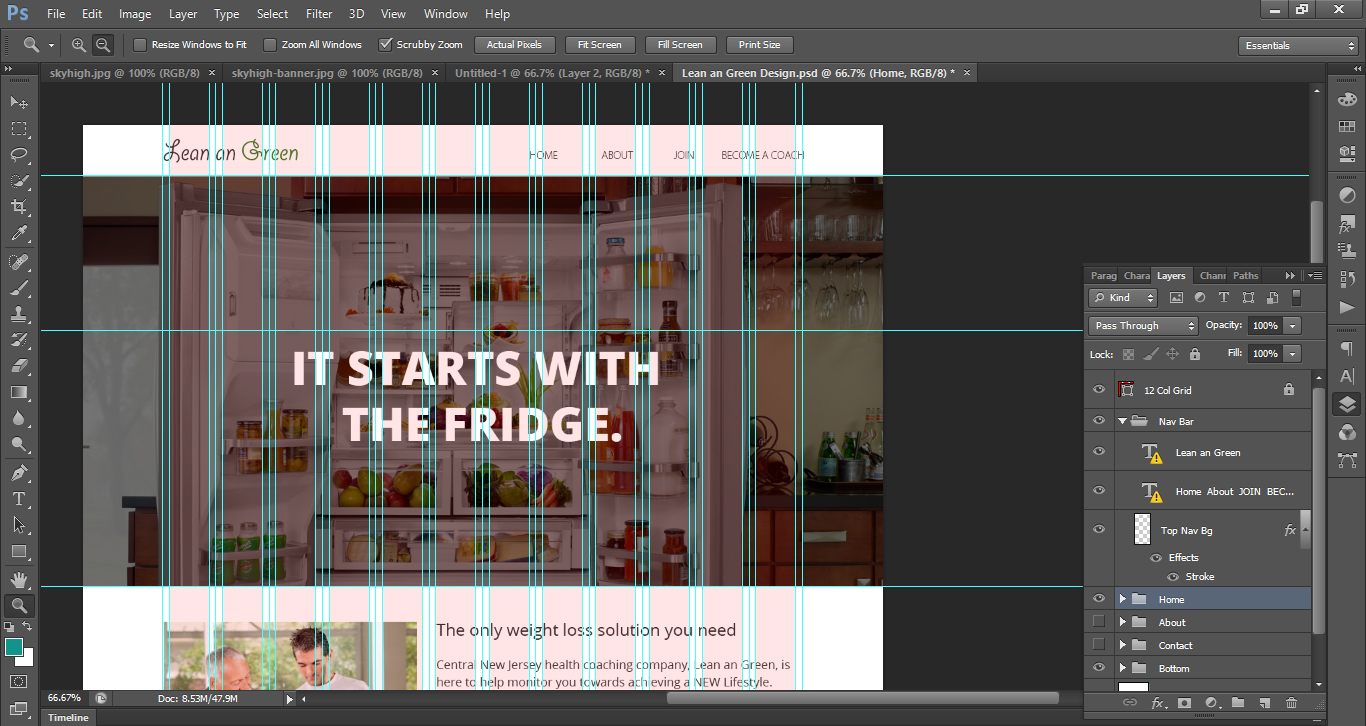 Ps File Edit Image Layer Type Select Filter 3D View Window Help
Resize Windows to Fit Zoom All Windows Scrubby Zoom Actual Pixels Fit Screen Fill Screen Print Size Essentials
skyhigh.jpg @ 100% (RGB/8) × skyhigh-banner.jpg @ 100% (RGB/8) × Untitled-1 @ 66.7% (Layer 2, RGB/8) * × Lean an Green Design.psd @ 66.7% (Home, RGB/8) * ×
Lean an Green HOME ABOUT JOIN BECOME A COACH
IT STARTS WITH
THE FRIDGE.
The only weight loss solution you need
Central New Jersey health coaching company, Lean an Green, is
here to help monitor you towards achieving a NEW Lifestyle.
Parag Chara Layers Chann Paths
Kind T
Pass Through Opacity: 100%
Lock: Fill: 100%
12 Col Grid
Nav Bar
T Lean an Green
T Home About JOIN BEC...
Top Nav Bg fx
Effects
Stroke
Home
About
Contact
Bottom
fx.
66.67% Doc: 8.53M/47.9M
Timeline